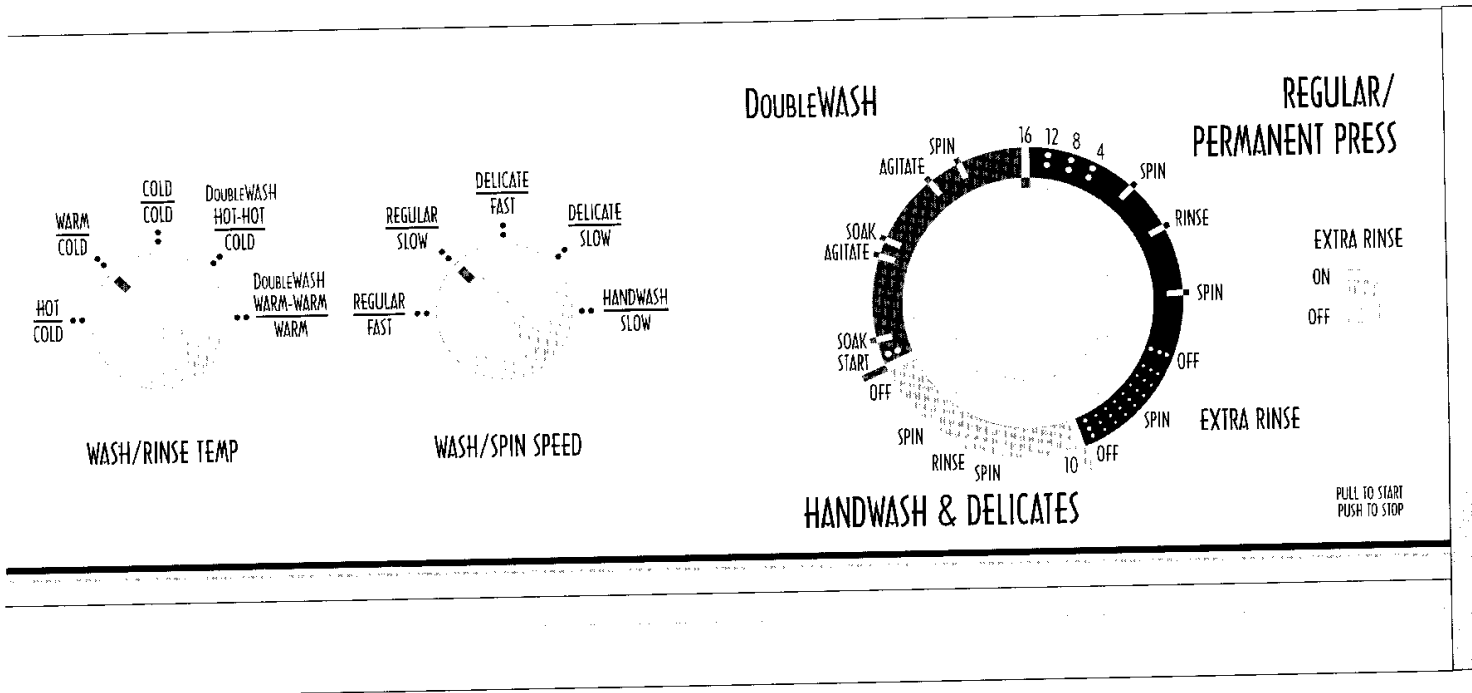 WARM
COLD
COLD
COLD
DOUBLEWASH
HOT-HOT
COLD
HOT
COLD
DOUBLEWASH
WARM-WARM
WARM
WASH/RINSE TEMP
REGULAR
SLOW
DELICATE
FAST
DELICATE
SLOW
REGULAR
FAST
HANDWASH
SLOW
WASH/SPIN SPEED
DOUBLEWASH
REGULAR/
PERMANENT PRESS
16 12 8 4
SPIN
RINSE
SPIN
OFF
SPIN
EXTRA RINSE
OFF
10
SPIN
RINSE
SPIN
OFF
START
SOAK
AGITATE
SOAK
AGITATE
SPIN
HANDWASH & DELICATES
EXTRA RINSE
ON
OFF
PULL TO START
PUSH TO STOP